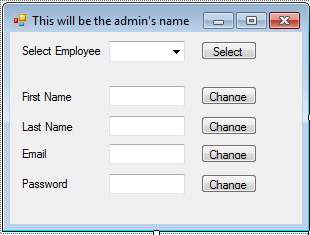 This will be the admin's name
Select Employee Select
First Name Change
Last Name Change
Email Change
Password Change